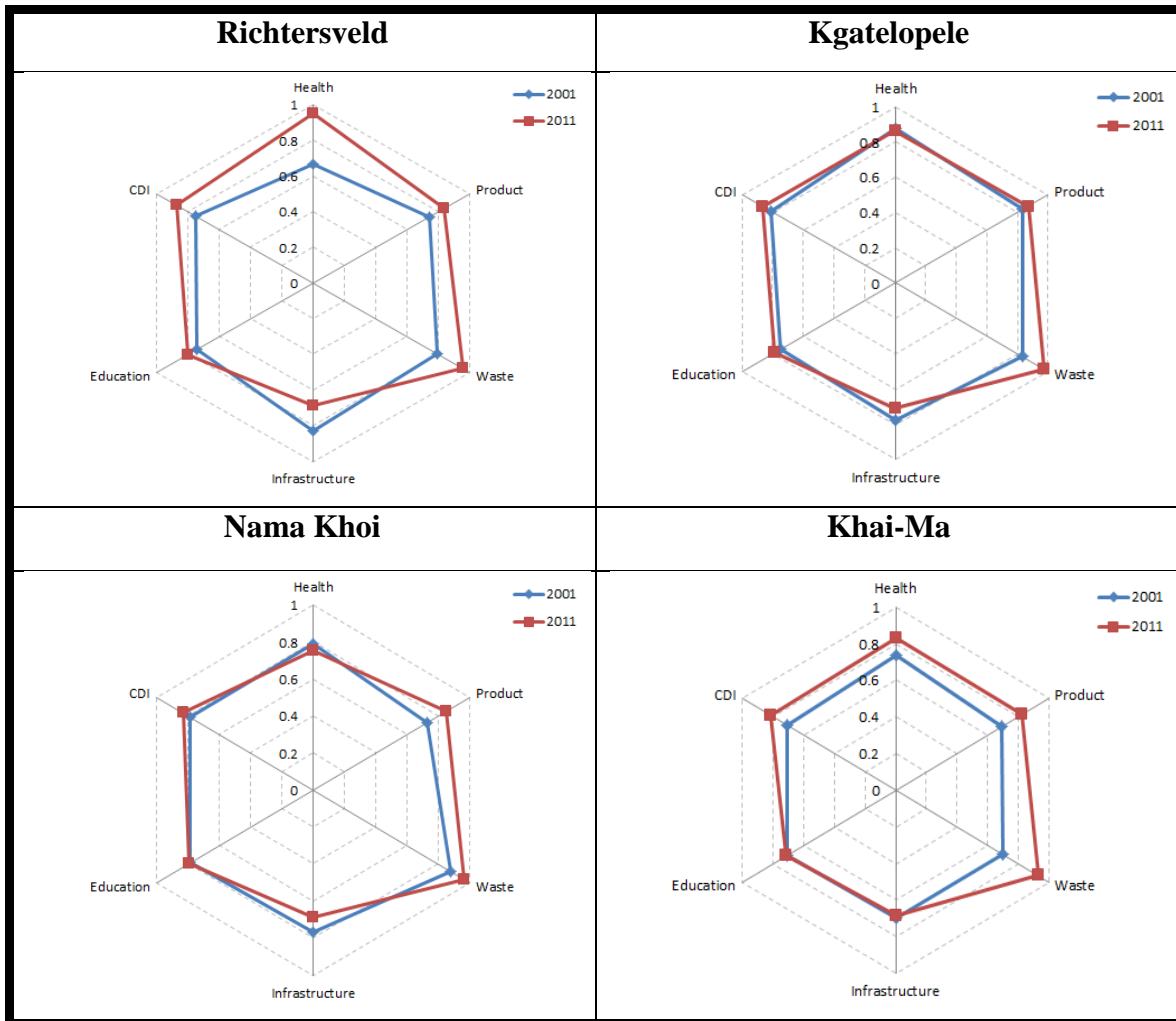 Richtersveld
Kgatelopele
Health
2001
2011
1
0.8
0.6
0.4
0.2
0
CDI
Product
Education
Waste
Infrastructure
Health
2001
2011
1
0.8
0.6
0.4
0.2
0
CDI
Product
Education
Waste
Infrastructure
Nama Khoi
Khai-Ma
Health
2001
2011
1
0.8
0.6
0.4
0.2
0
CDI
Product
Education
Waste
Infrastructure
Health
2001
2011
1
0.8
0.6
0.4
0.2
0
CDI
Product
Education
Waste
Infrastructure